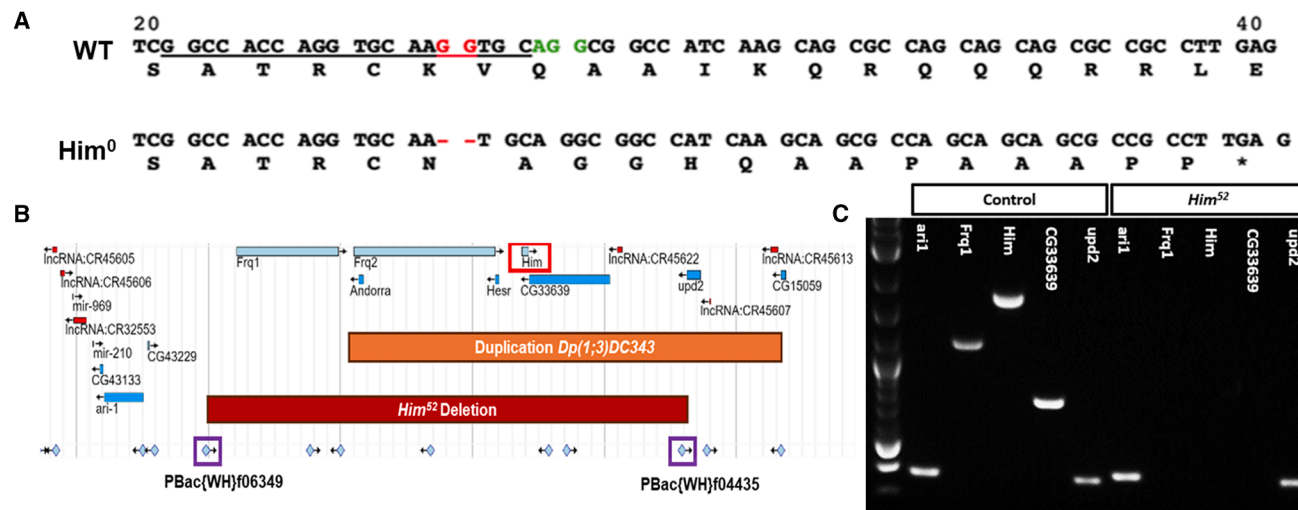 A
20 40
WT TCG GCC ACC AGG TGC AAG GTG CAG GCG GCC ATC AAG CAG CGC CAG CAG CAG CGC CGC CTT GAG
S A T R C K V Q A A I K Q R Q Q Q R R L E
Him0 TCG GCC ACC AGG TGC AA- -T GCA GGC GGC CAT CAA GCA GCG CCA GCA GCA GCG CCG CCT TGA G
S A T R C N A G G H Q A A P A A A P P *
B
lncRNA:CR45605
Frq1
Frq2
Him
lncRNA:CR45622
lncRNA:CR45613
lncRNA:CR45606
Andorra
Hesr
CG33639
upd2
CG15059
mir-969
lncRNA:CR45607
lncRNA:CR32553
mir-210
CG43229
CG43133
ari-1
Duplication Dp(1;3)DC343
Him52 Deletion
PBac{WH}f06349
PBac{WH}f04435
C
Control
Him52
ari1
Frq1
Him
CG33639
upd2
ari1
Frq1
Him
CG33639
upd2